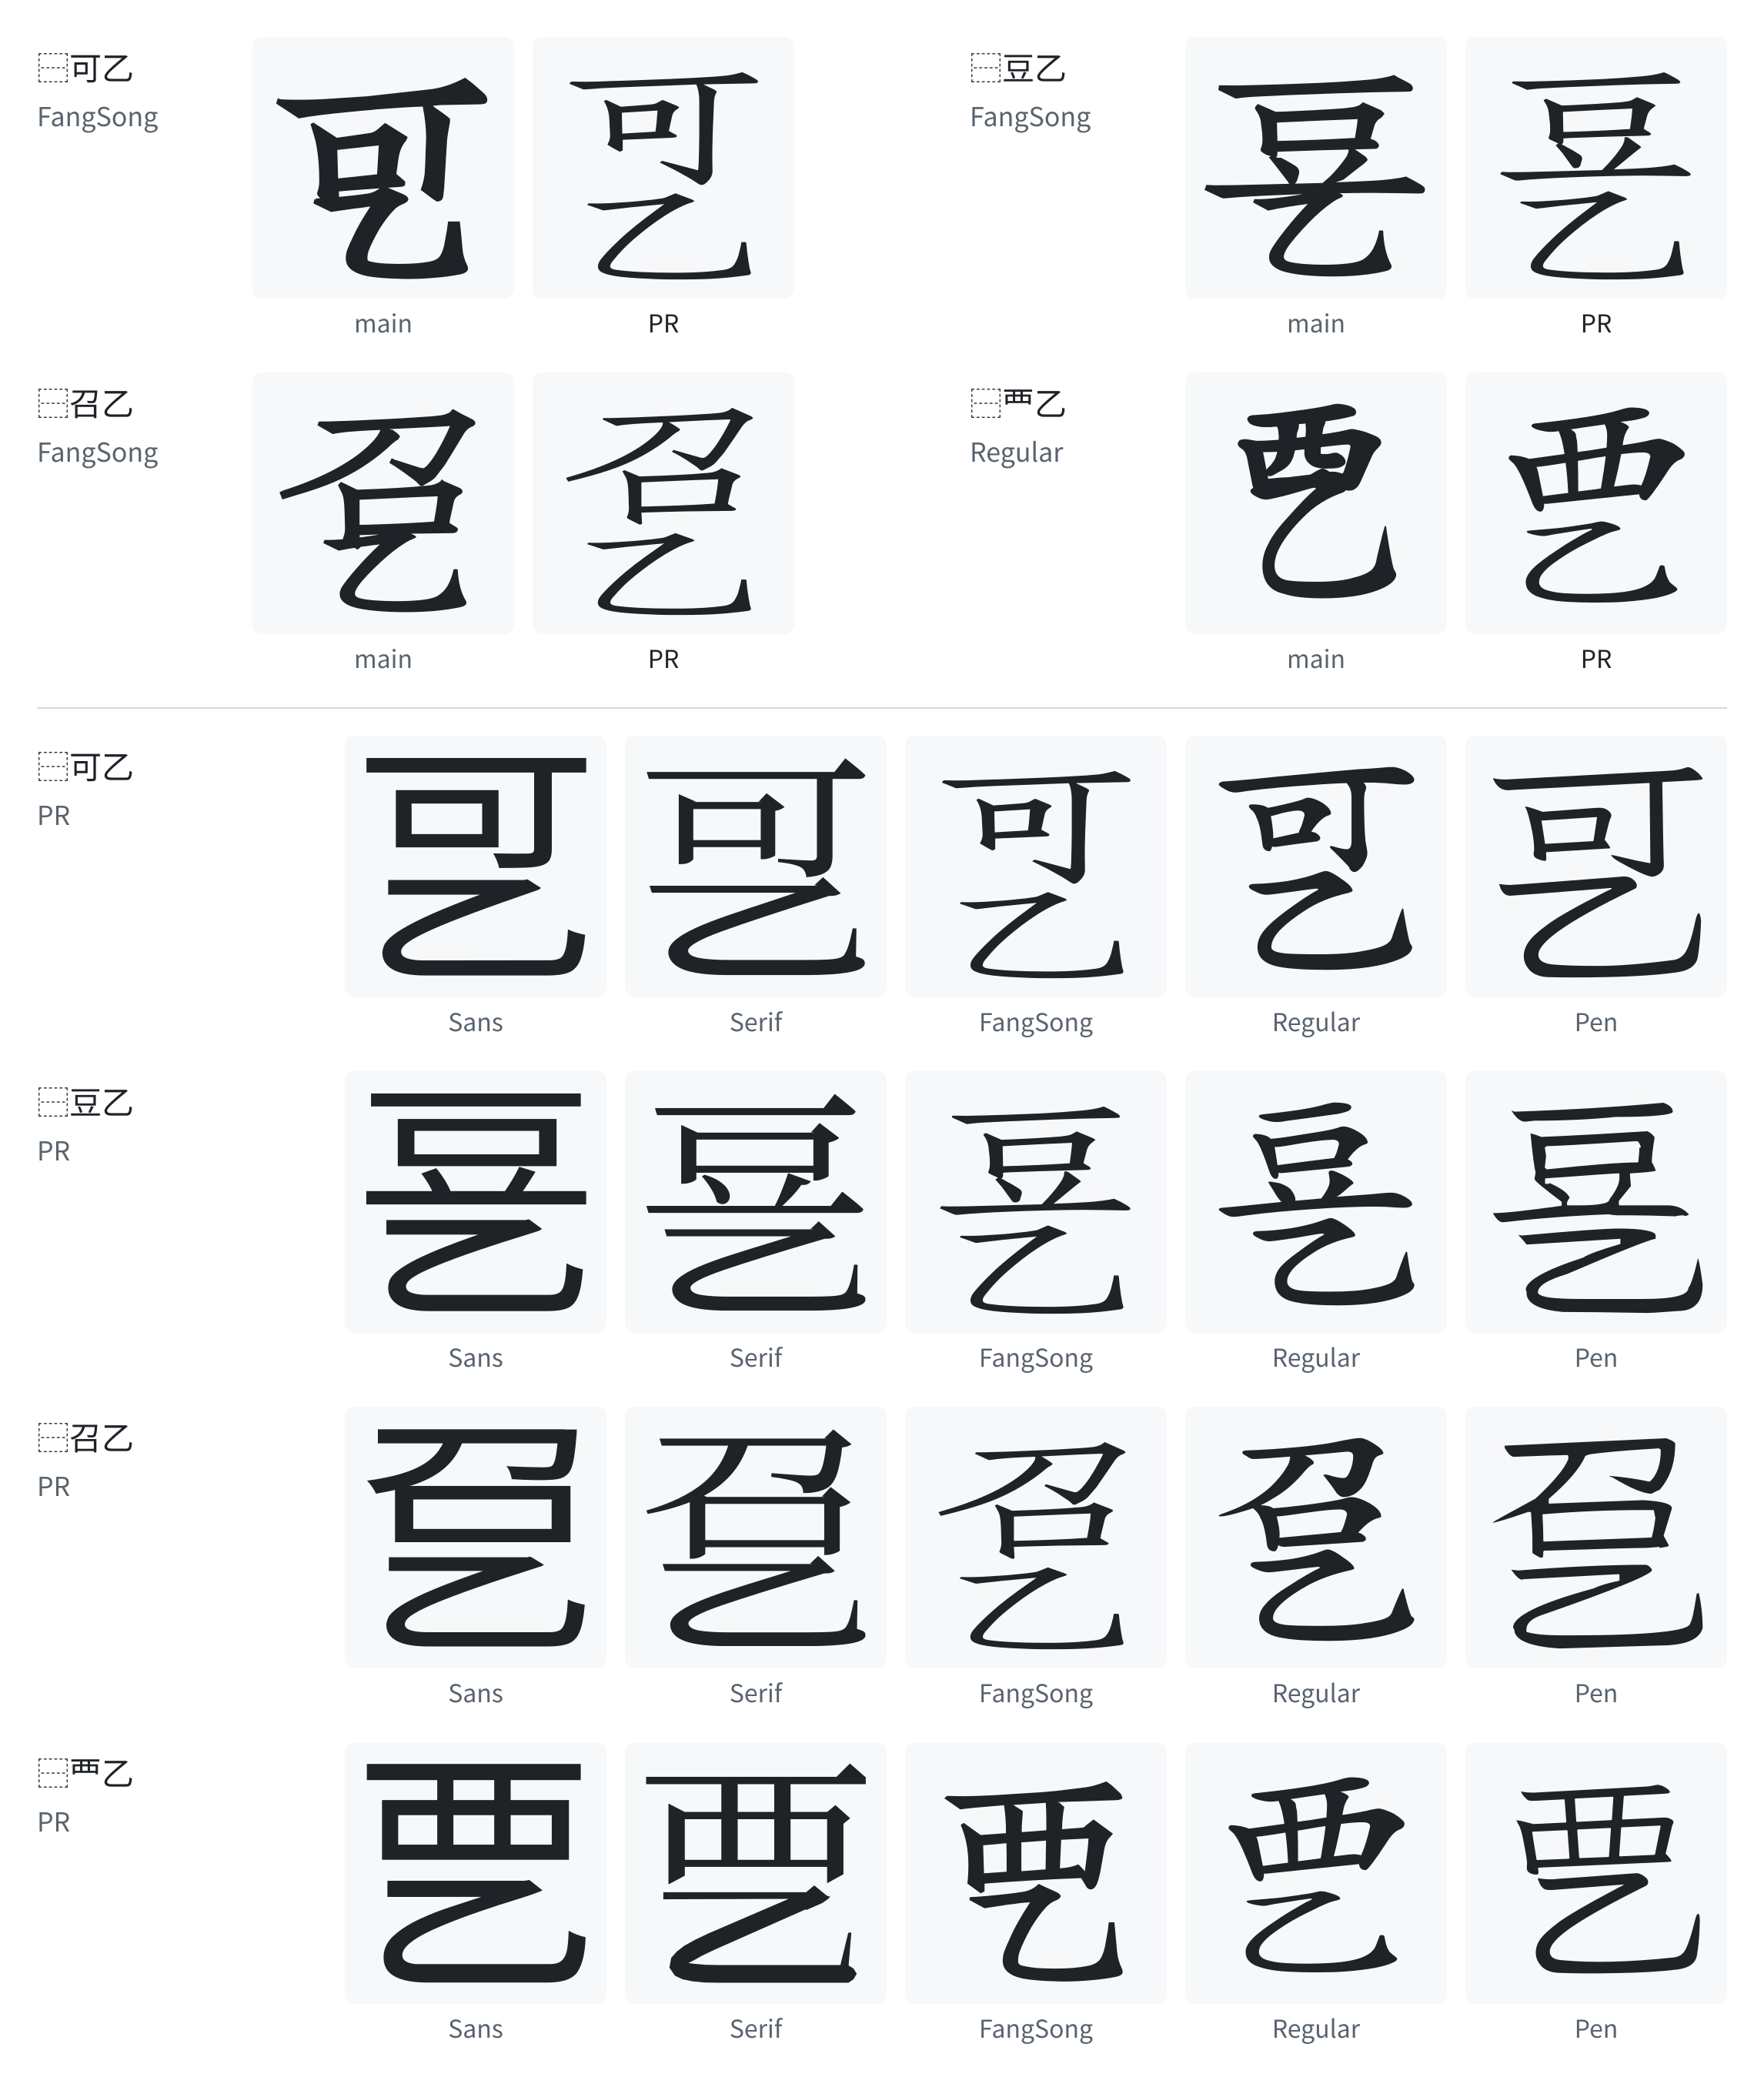 ⿱可乙
FangSong
main
PR
⿱豆乙
FangSong
main
PR
⿱召乙
FangSong
main
PR
⿱覀乙
Regular
main
PR
⿱可乙
PR
Sans
Serif
FangSong
Regular
Pen
⿱豆乙
PR
Sans
Serif
FangSong
Regular
Pen
⿱召乙
PR
Sans
Serif
FangSong
Regular
Pen
⿱覀乙
PR
Sans
Serif
FangSong
Regular
Pen